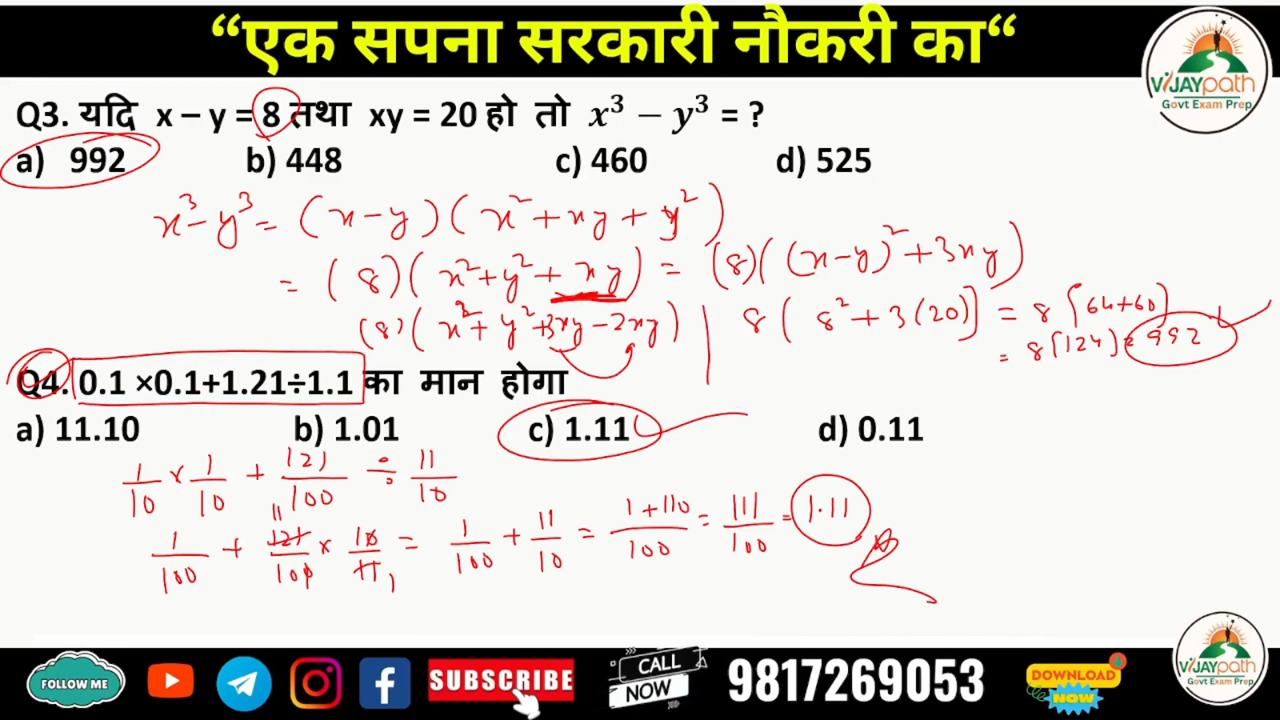 “एक सपना सरकारी नौकरी का“
VIJAYpath
Govt Exam Prep
Q3. यदि x – y = 8 तथा xy = 20 हो तो x³ − y³ = ?
a) 992 b) 448 c) 460 d) 525
x³ - y³ = (x-y)(x² + xy + y²)
= (8)(x² + y² + xy) = (8)((x-y)² + 3xy)
(8)(x² + y² + 3xy - 2xy) | 8(8² + 3(20)) = 8(64+60)
= 8(124) = 992
Q4. 0.1 ×0.1+1.21÷1.1 का मान होगा
a) 11.10 b) 1.01 c) 1.11 d) 0.11
1/10 × 1/10 + 121/100 ÷ 11/10
1/100 + 121/100 × 10/11 = 1/100 + 11/10 = 1+110/100 = 111/100 = 1.11
FOLLOW ME
SUBSCRIBE
CALL NOW
9817269053
DOWNLOAD NOW
VIJAYpath
Govt Exam Prep